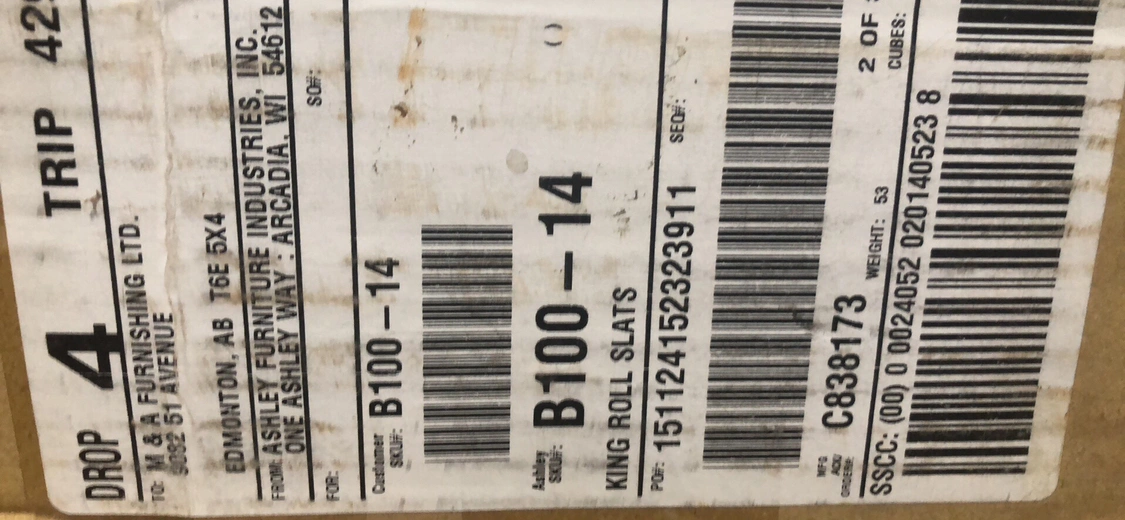 DROP 4 TRIP 42
TO: M & A FURNISHING LTD.
51 AVENUE
EDMONTON, AB T6E 5X4
FROM: ASHLEY FURNITURE INDUSTRIES, INC.
ONE ASHLEY WAY : ARCADIA, WI 54612
FOR: SO#:
Customer SKU#: B100-14
Ashley SKU#: B100-14 ( )
KING ROLL SLATS
PO#: 151124152323911 SEQ#:
MFG ACK/ ORDER#: C838173 WEIGHT: 53 2 OF
CUBES:
SSCC: (00) 0 0024052 020140523 8